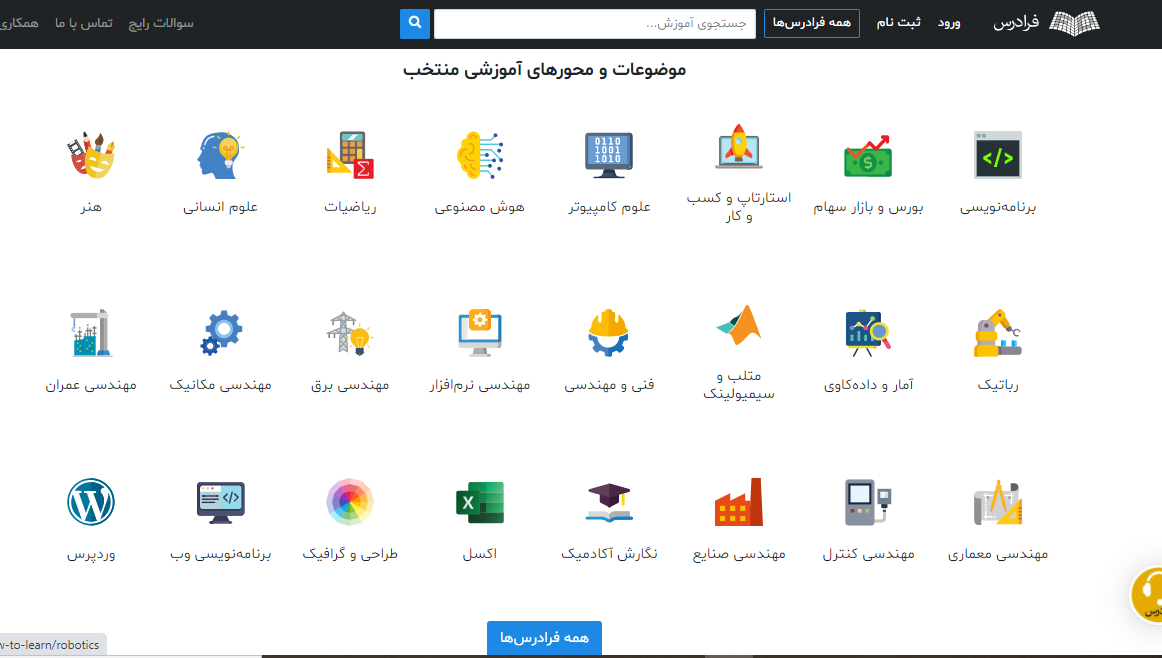 فرادرس
ورود
ثبت نام
همه فرادرس‌ها
جستجوی آموزش...
سوالات رایج
تماس با ما
همکاری
موضوعات و محورهای آموزشی منتخب
برنامه‌نویسی
بورس و بازار سهام
استارتاپ و کسب
و کار
علوم کامپیوتر
هوش مصنوعی
ریاضیات
علوم انسانی
هنر
رباتیک
آمار و داده‌کاوی
متلب و
سیمیولینک
فنی و مهندسی
مهندسی نرم‌افزار
مهندسی برق
مهندسی مکانیک
مهندسی عمران
مهندسی معماری
مهندسی کنترل
مهندسی صنایع
نگارش آکادمیک
اکسل
طراحی و گرافیک
برنامه‌نویسی وب
وردپرس
همه فرادرس‌ها
w-to-learn/robotics